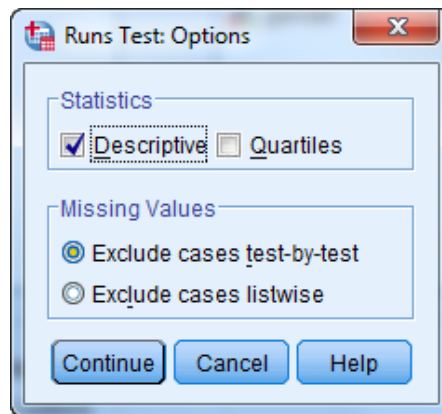 Runs Test: Options
Statistics
Descriptive Quartiles
Missing Values
Exclude cases test-by-test
Exclude cases listwise
Continue Cancel Help